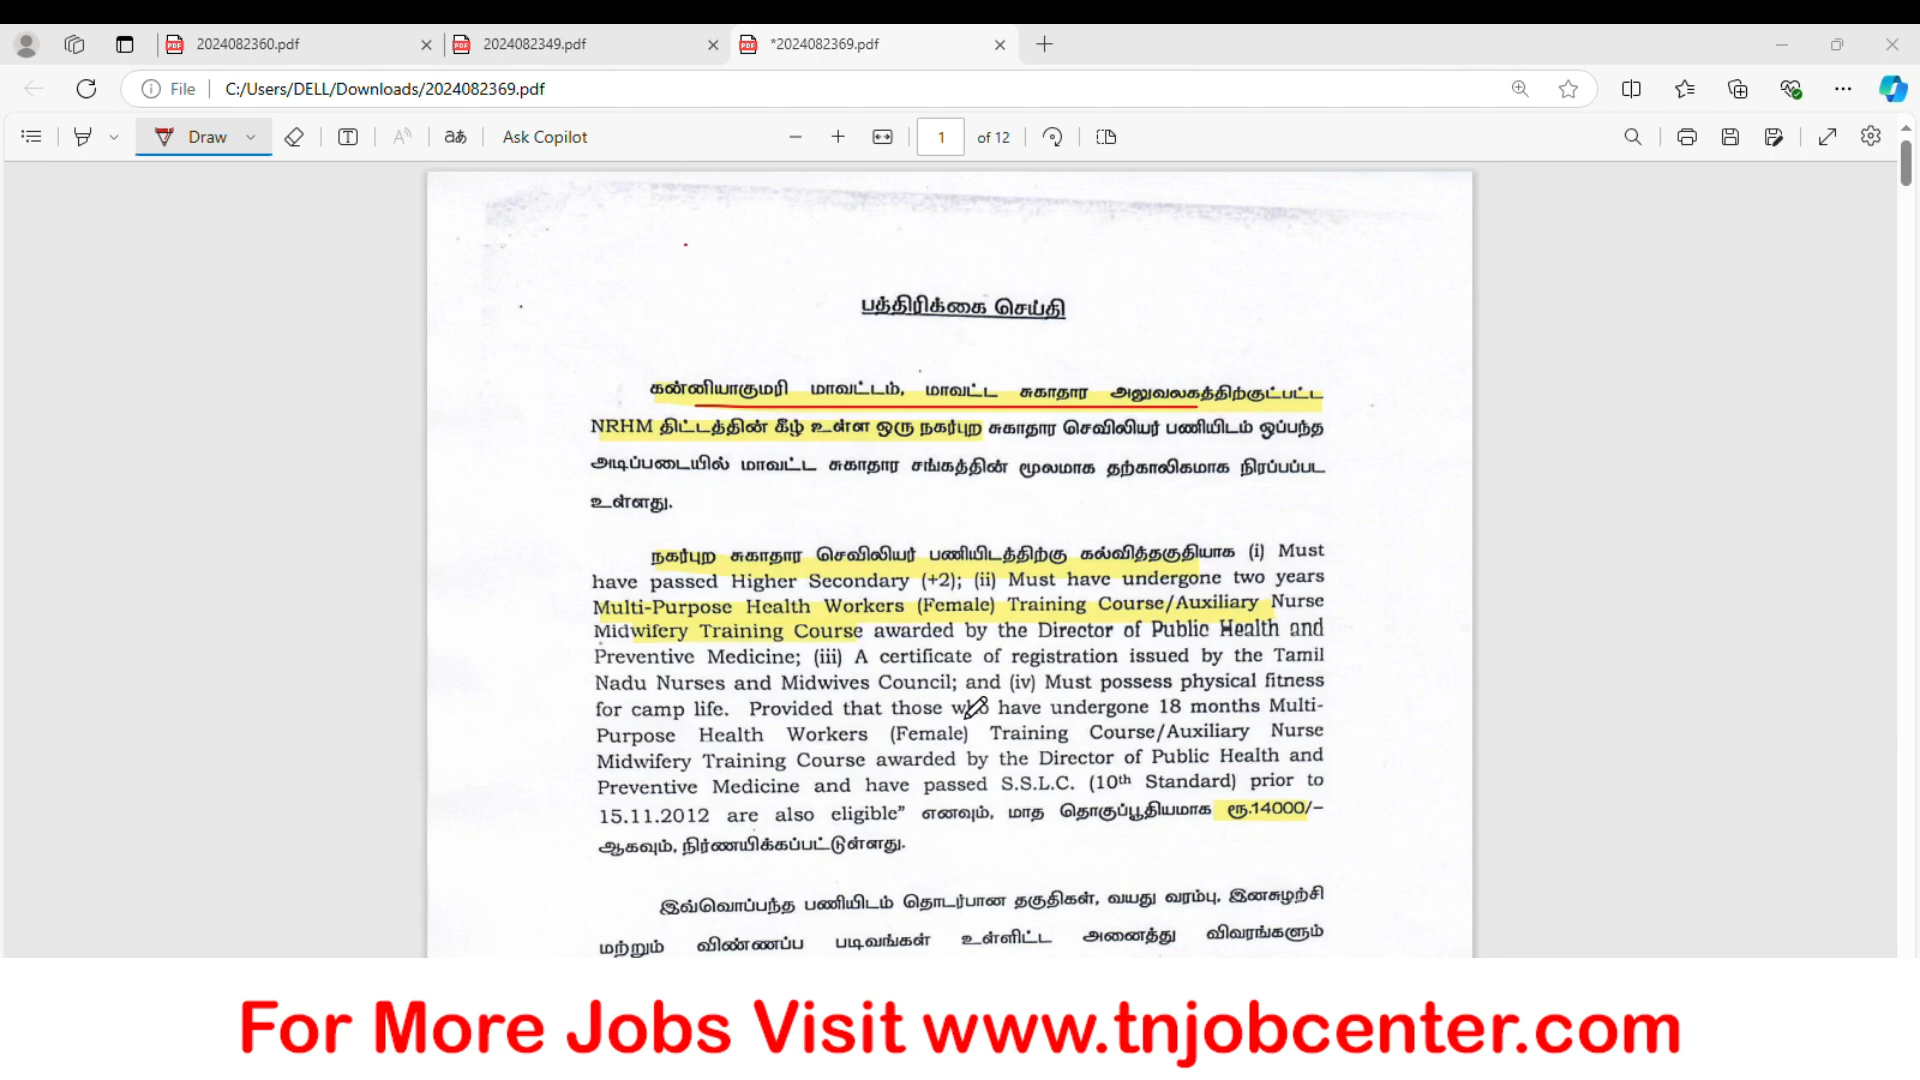 2024082360.pdf
2024082349.pdf
*2024082369.pdf
File
C:/Users/DELL/Downloads/2024082369.pdf
Draw
Ask Copilot
1
of 12
பத்திரிக்கை செய்தி
கன்னியாகுமரி மாவட்டம், மாவட்ட சுகாதார அலுவலகத்திற்குட்பட்ட
NRHM திட்டத்தின் கீழ் உள்ள ஒரு நகர்புற சுகாதார செவிலியர் பணியிடம் ஒப்பந்த
அடிப்படையில் மாவட்ட சுகாதார சங்கத்தின் மூலமாக தற்காலிகமாக நிரப்பப்பட
உள்ளது.
நகர்புற சுகாதார செவிலியர் பணியிடத்திற்கு கல்வித்தகுதியாக (i) Must
have passed Higher Secondary (+2); (ii) Must have undergone two years
Multi-Purpose Health Workers (Female) Training Course/Auxiliary Nurse
Midwifery Training Course awarded by the Director of Public Health and
Preventive Medicine; (iii) A certificate of registration issued by the Tamil
Nadu Nurses and Midwives Council; and (iv) Must possess physical fitness
for camp life. Provided that those who have undergone 18 months Multi-
Purpose Health Workers (Female) Training Course/Auxiliary Nurse
Midwifery Training Course awarded by the Director of Public Health and
Preventive Medicine and have passed S.S.L.C. (10th Standard) prior to
15.11.2012 are also eligible” எனவும், மாத தொகுப்பூதியமாக ரூ.14000/–
ஆகவும், நிர்ணயிக்கப்பட்டுள்ளது.
இவ்வொப்பந்த பணியிடம் தொடர்பான தகுதிகள், வயது வரம்பு, இனசுழற்சி
மற்றும் விண்ணப்ப படிவங்கள் உள்ளிட்ட அனைத்து விவரங்களும்
For More Jobs Visit www.tnjobcenter.com